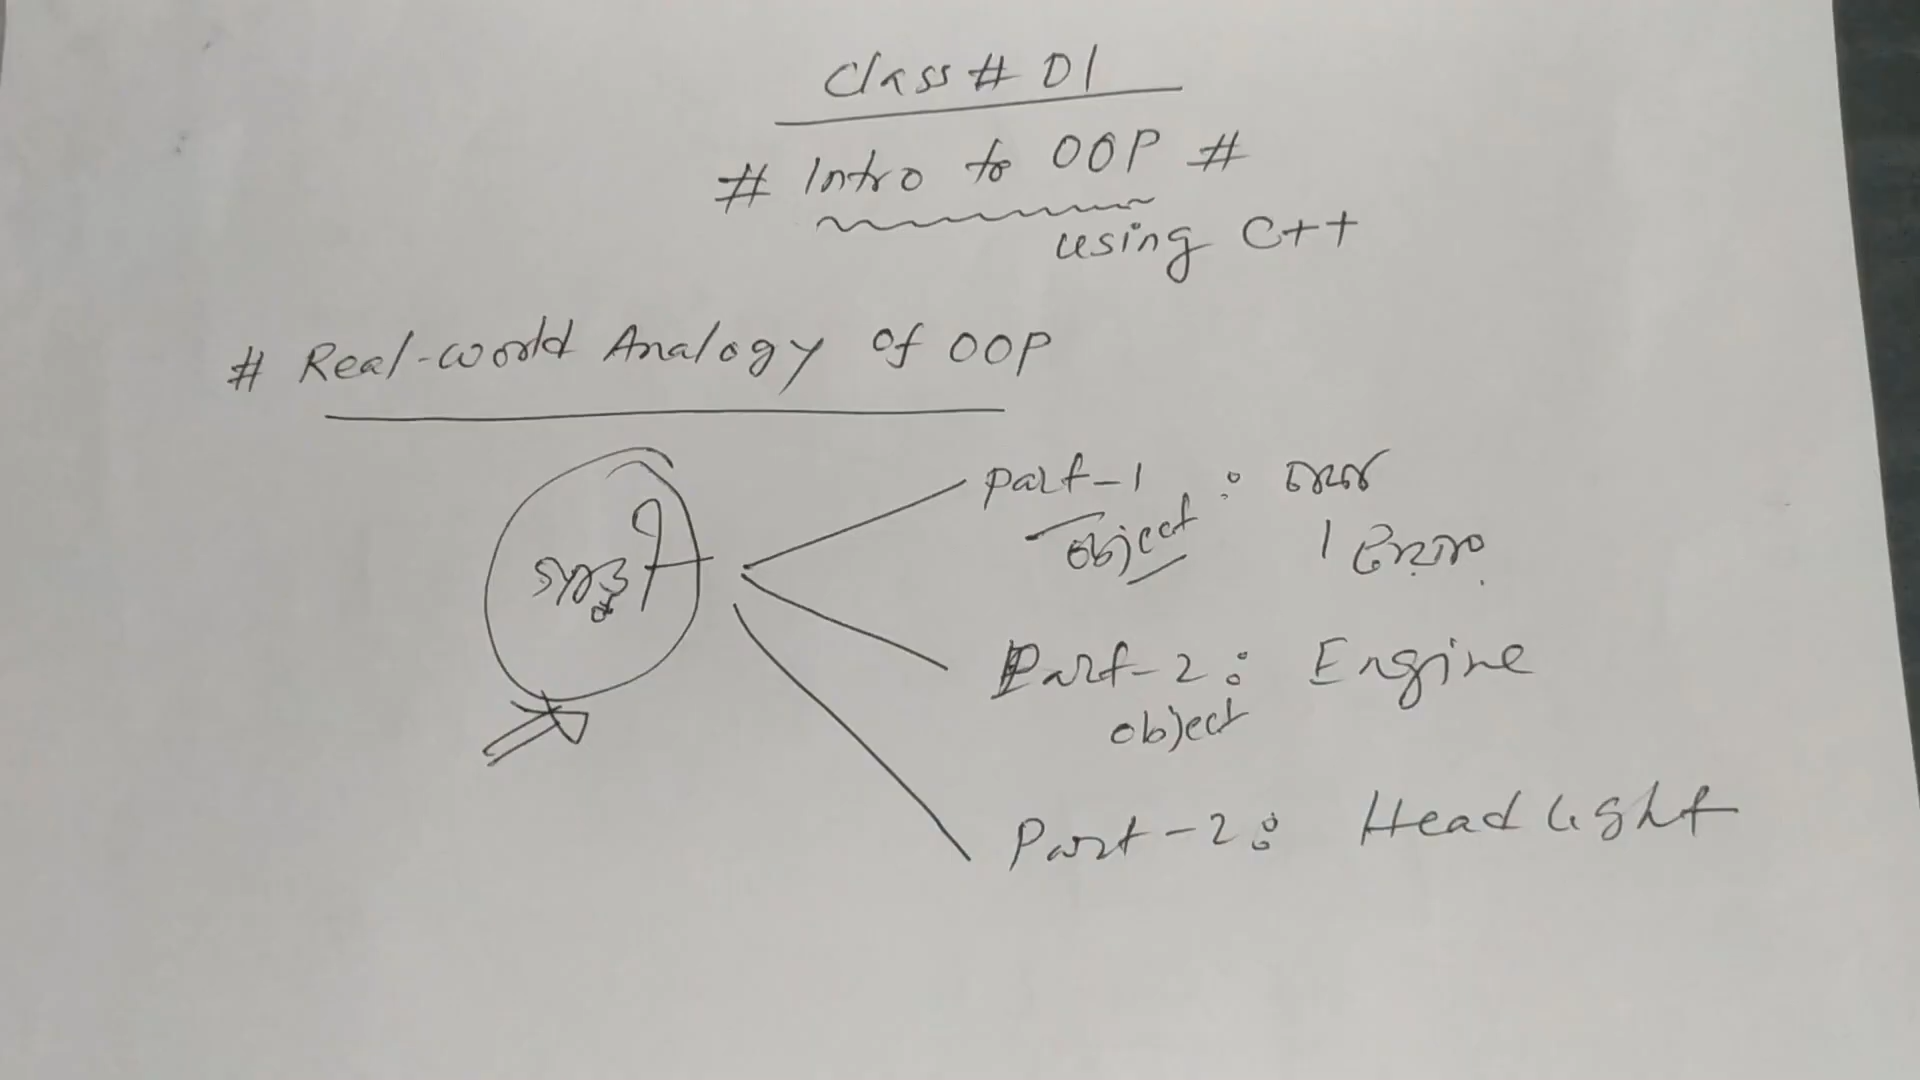 Class # 01
# Intro to OOP #
using C++
# Real-world Analogy of OOP
Part-1 :
object
Part-2 : Engine
object
Part-2 : Head light